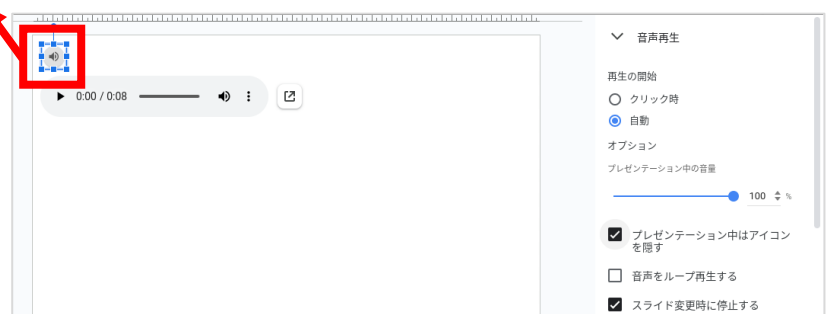 音声再生
再生の開始
クリック時
自動
オプション
プレゼンテーション中の音量
100 %
プレゼンテーション中はアイコン
を隠す
音声をループ再生する
スライド変更時に停止する
0:00 / 0:08